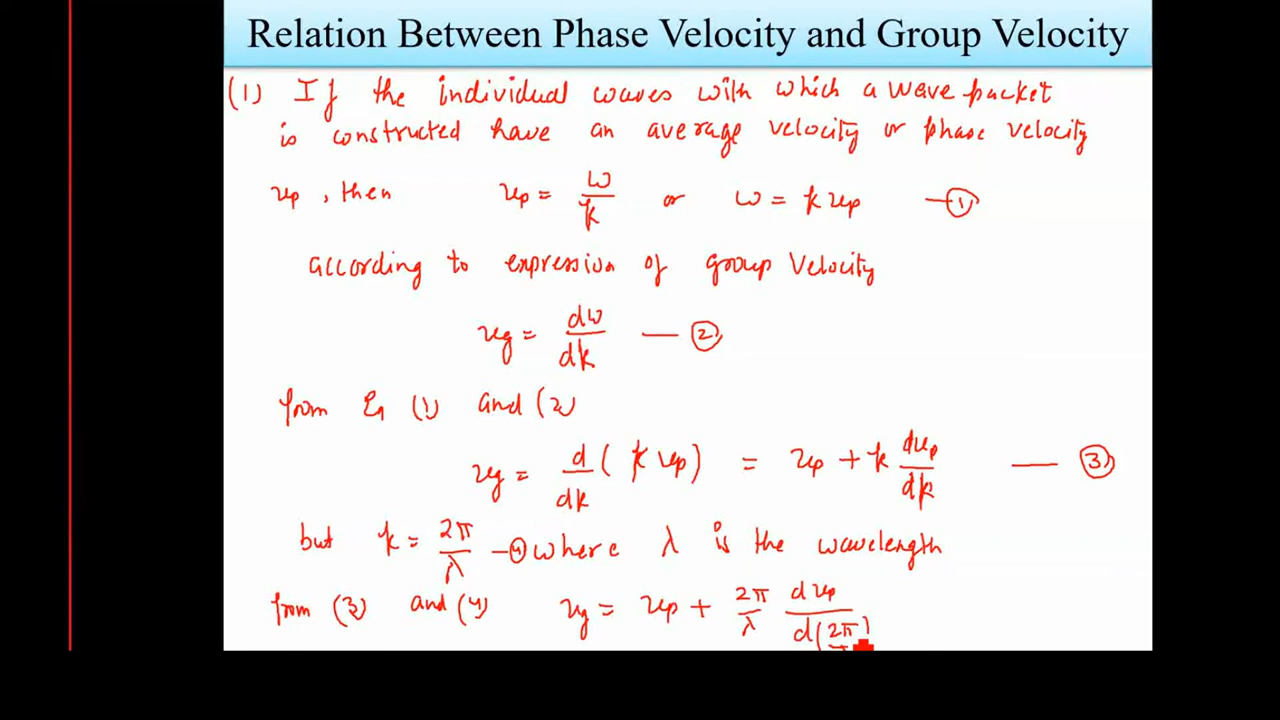 Relation Between Phase Velocity and Group Velocity
(1) If the individual waves with which a wave packet
is constructed have an average velocity or phase velocity
vp, then vp = ω/k or ω = k vp — ①
according to expression of group velocity
vg = dω/dk — ②
from Eq (1) and (2)
vg = d/dk (k vp) = vp + k dvp/dk — ③
but k = 2π/λ — ④ where λ is the wavelength
from (3) and (4) vg = vp + 2π/λ dvp/d(2π/